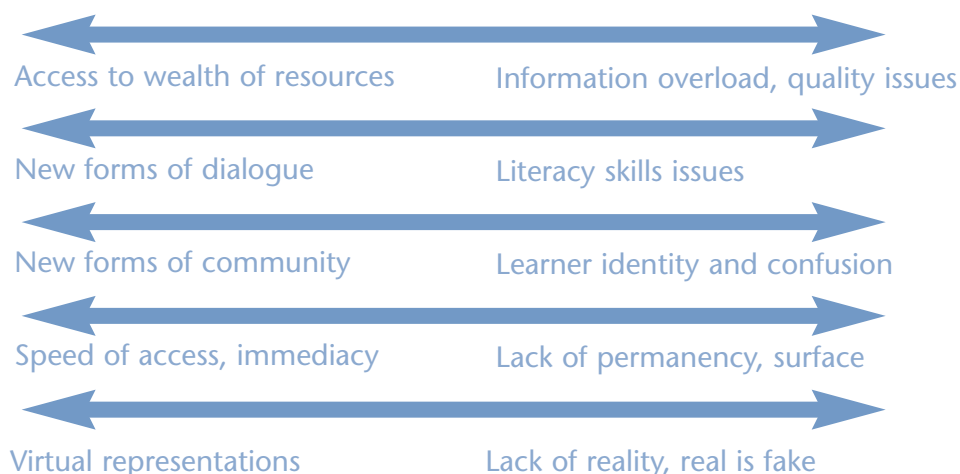 Access to wealth of resources Information overload, quality issues
New forms of dialogue Literacy skills issues
New forms of community Learner identity and confusion
Speed of access, immediacy Lack of permanency, surface
Virtual representations Lack of reality, real is fake